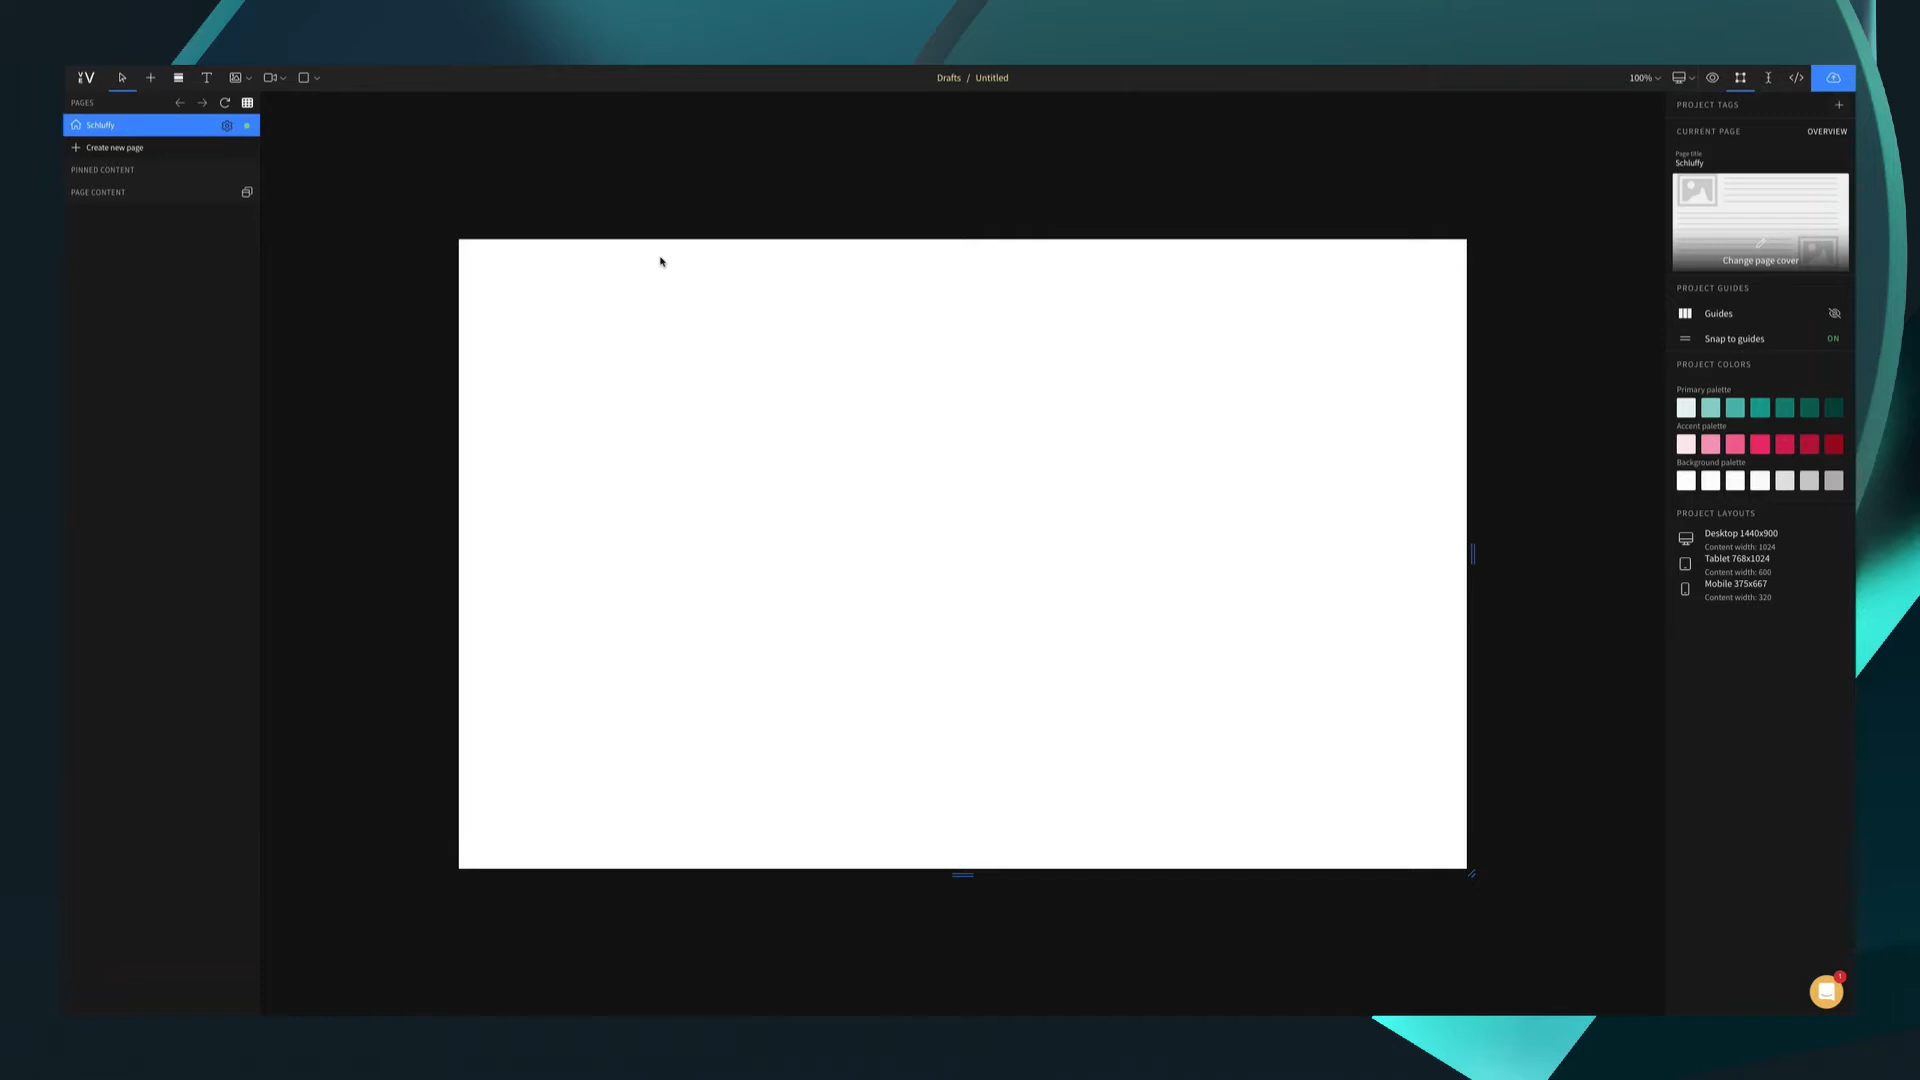 Drafts / Untitled
100%
PAGES
Schluffy
Create new page
PINNED CONTENT
PAGE CONTENT
PROJECT TAGS
CURRENT PAGE
OVERVIEW
Page title
Schluffy
Change page cover
PROJECT GUIDES
Guides
Snap to guides
ON
PROJECT COLORS
Primary palette
Accent palette
Background palette
PROJECT LAYOUTS
Desktop 1440x900
Content width: 1024
Tablet 768x1024
Content width: 600
Mobile 375x667
Content width: 320
1